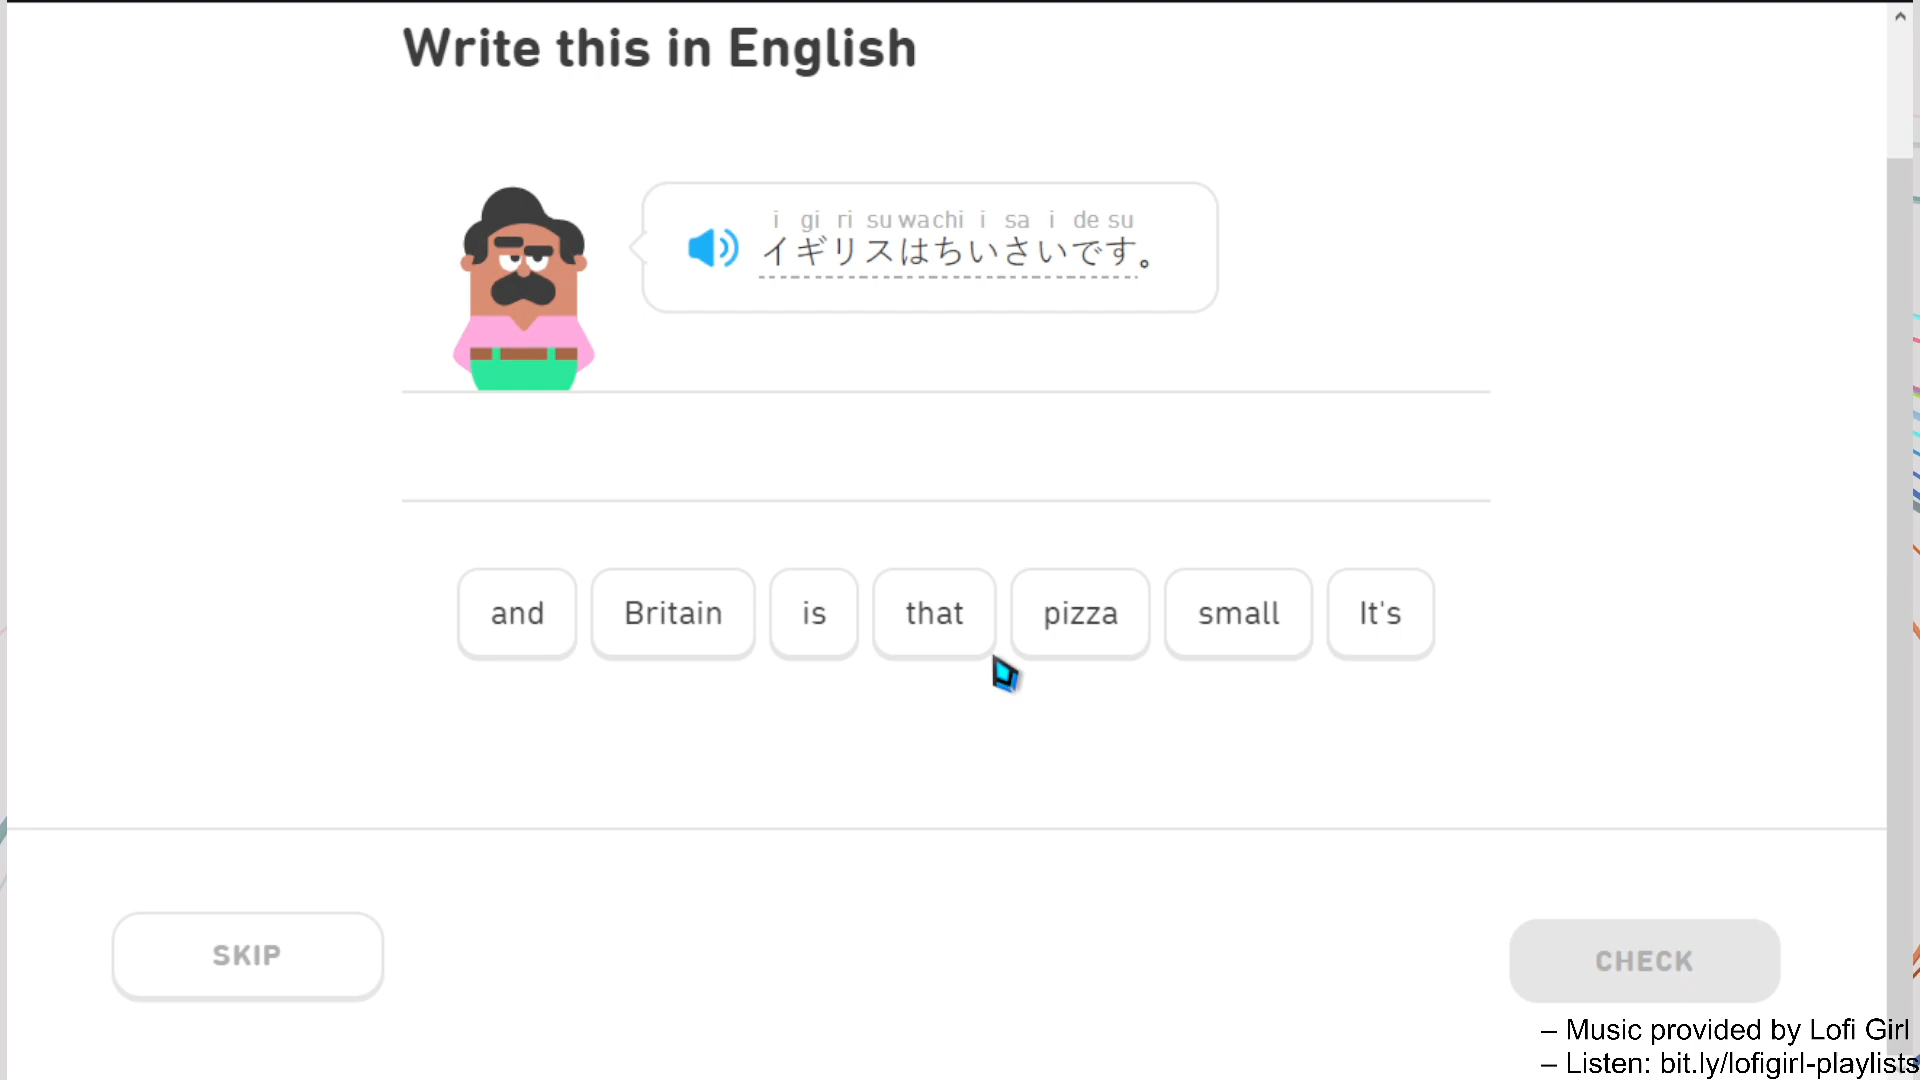 Write this in English
i gi ri su wa chi i sa i de su
イギリスはちいさいです。
and Britain is that pizza small It's
SKIP
CHECK
– Music provided by Lofi Girl
– Listen: bit.ly/lofigirl-playlists